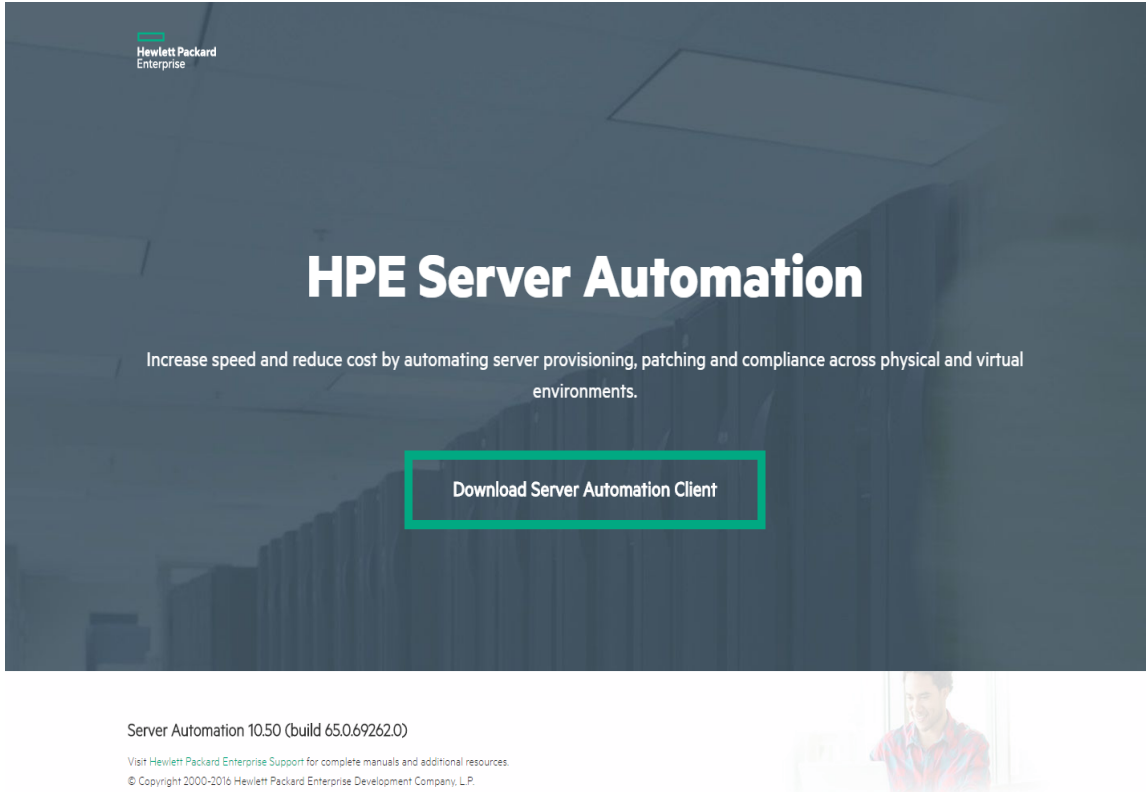 Hewlett Packard
Enterprise
HPE Server Automation
Increase speed and reduce cost by automating server provisioning, patching and compliance across physical and virtual
environments.
Download Server Automation Client
Server Automation 10.50 (build 65.0.69262.0)
Visit Hewlett Packard Enterprise Support for complete manuals and additional resources.
© Copyright 2000-2016 Hewlett Packard Enterprise Development Company, L.P.